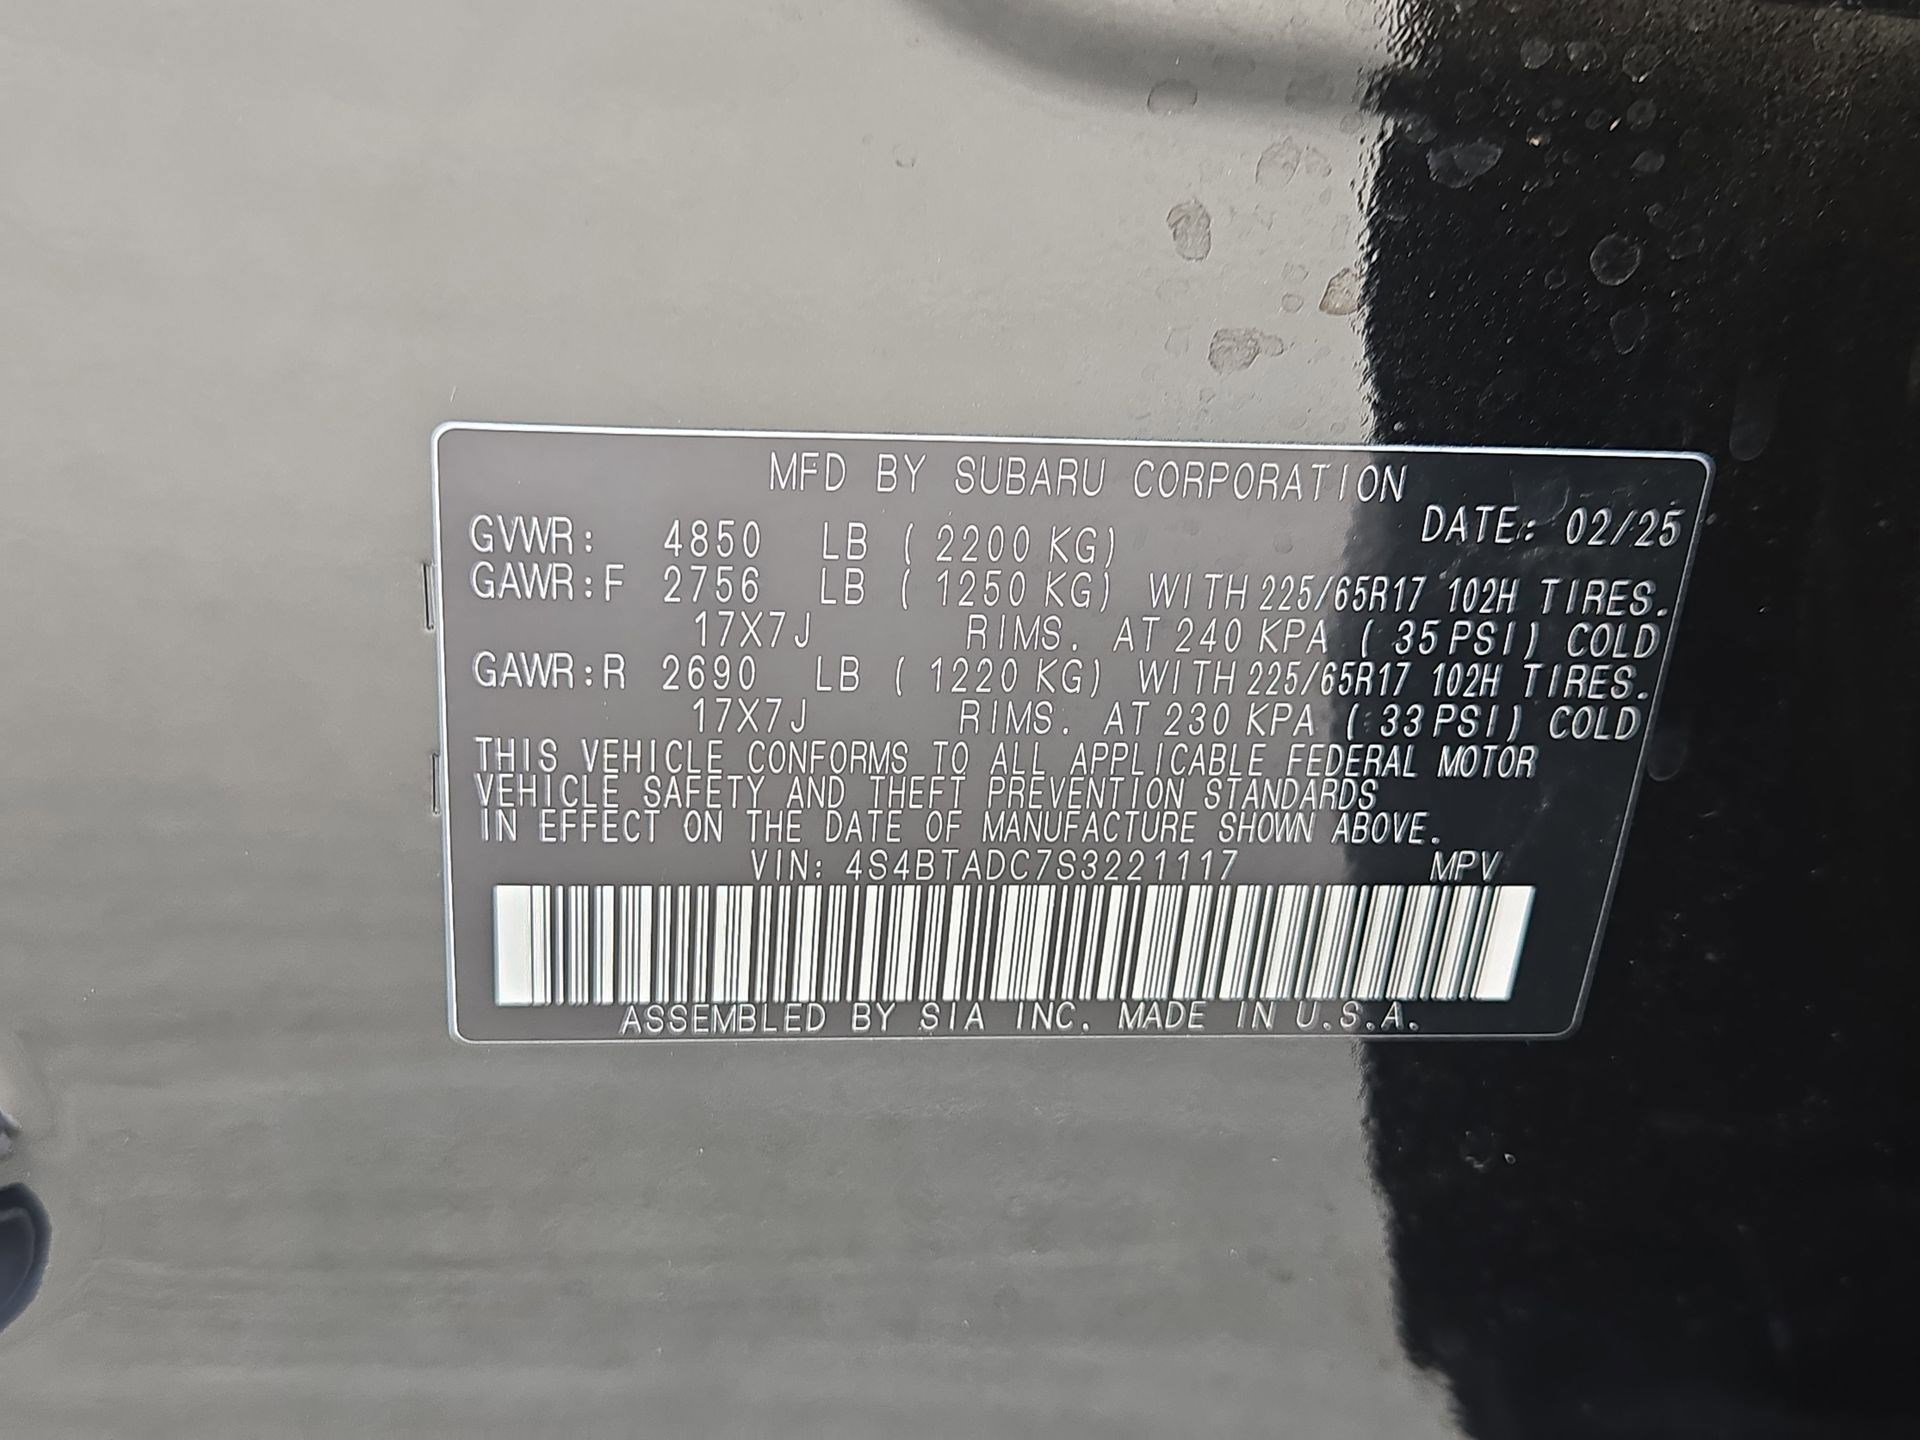 MFD BY SUBARU CORPORATION
DATE: 02/25
GVWR: 4850 LB ( 2200 KG)
GAWR:F 2756 LB ( 1250 KG) WITH 225/65R17 102H TIRES.
17X7J RIMS. AT 240 KPA ( 35 PSI) COLD
GAWR:R 2690 LB ( 1220 KG) WITH 225/65R17 102H TIRES.
17X7J RIMS. AT 230 KPA ( 33 PSI) COLD
THIS VEHICLE CONFORMS TO ALL APPLICABLE FEDERAL MOTOR
VEHICLE SAFETY AND THEFT PREVENTION STANDARDS
IN EFFECT ON THE DATE OF MANUFACTURE SHOWN ABOVE.
VIN: 4S4BTADC7S3221117 MPV
ASSEMBLED BY SIA INC. MADE IN U.S.A.